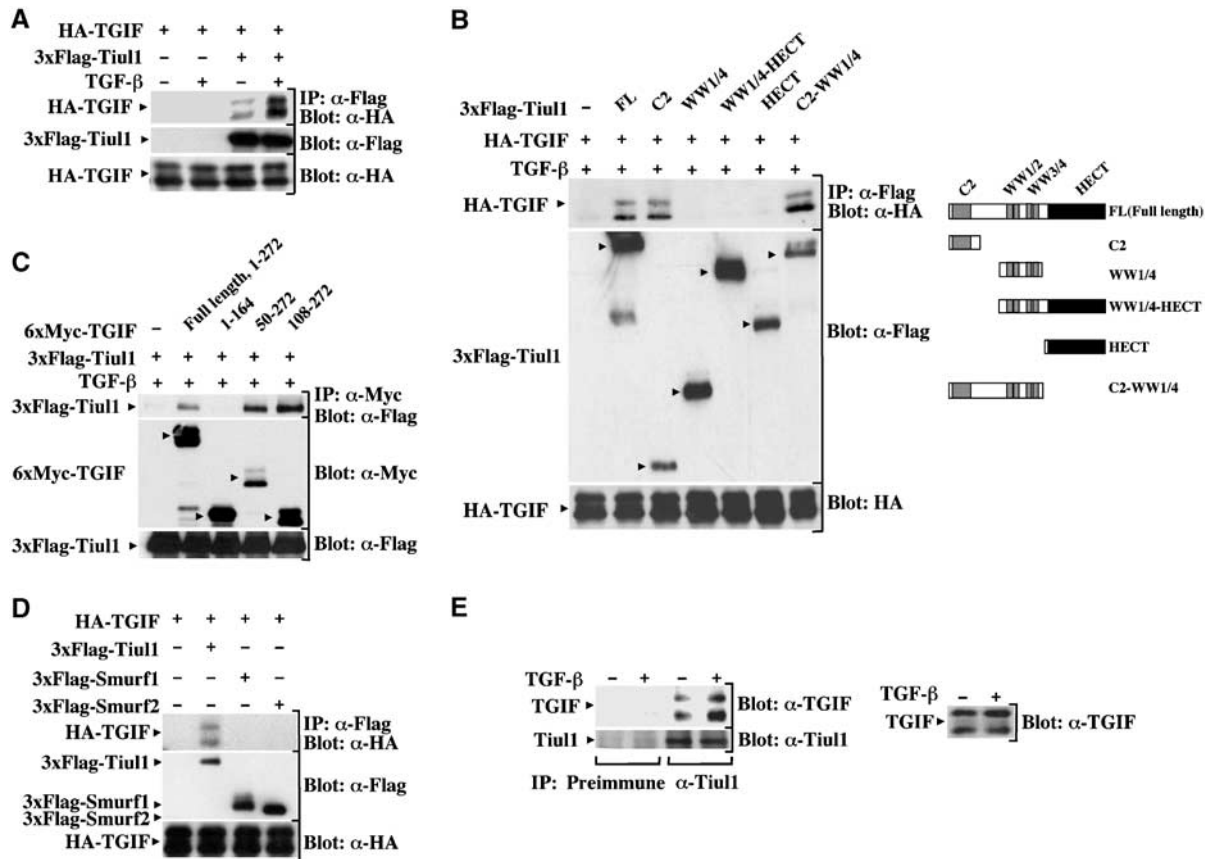 A
HA-TGIF + + + +
3xFlag-Tiul1 – – + +
TGF-β – + – +
HA-TGIF
IP: α-Flag
Blot: α-HA
3xFlag-Tiul1
Blot: α-Flag
HA-TGIF
Blot: α-HA
B
3xFlag-Tiul1 – FL C2 WW1/4 WW1/4-HECT HECT C2-WW1/4
HA-TGIF + + + + + + +
TGF-β + + + + + + +
HA-TGIF
IP: α-Flag
Blot: α-HA
3xFlag-Tiul1
Blot: α-Flag
HA-TGIF
Blot: HA
C2 WW1/2 WW3/4 HECT
FL(Full length)
C2
WW1/4
WW1/4-HECT
HECT
C2-WW1/4
C
6xMyc-TGIF – Full length, 1-272 1-164 50-272 108-272
3xFlag-Tiul1 + + + + +
TGF-β + + + + +
3xFlag-Tiul1
IP: α-Myc
Blot: α-Flag
6xMyc-TGIF
Blot: α-Myc
3xFlag-Tiul1
Blot: α-Flag
D
HA-TGIF + + + +
3xFlag-Tiul1 – + – –
3xFlag-Smurf1 – – + –
3xFlag-Smurf2 – – – +
HA-TGIF
IP: α-Flag
Blot: α-HA
3xFlag-Tiul1
Blot: α-Flag
3xFlag-Smurf1
3xFlag-Smurf2
HA-TGIF
Blot: α-HA
E
TGF-β – + – +
TGIF
Blot: α-TGIF
Tiul1
Blot: α-Tiul1
IP: Preimmune α-Tiul1
TGF-β – +
TGIF
Blot: α-TGIF